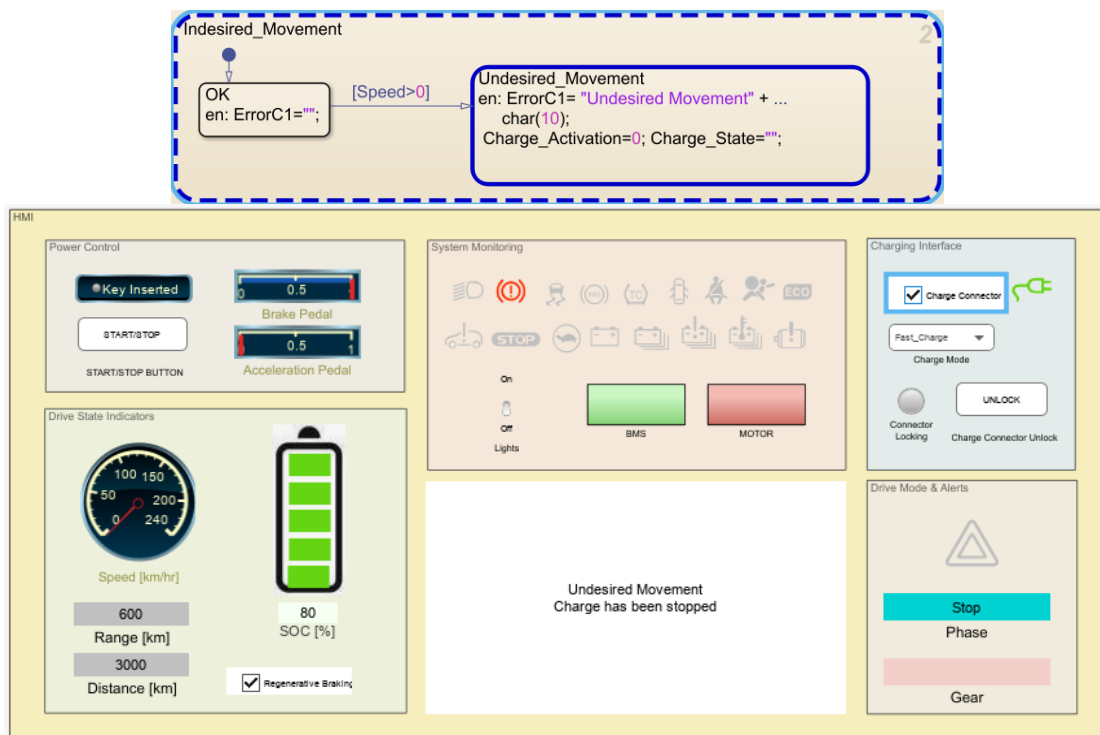 Indesired_Movement
2
OK
en: ErrorC1="";
[Speed>0]
Undesired_Movement
en: ErrorC1= "Undesired Movement" + ...
char(10);
Charge_Activation=0; Charge_State="";
HMI
Power Control
Key Inserted
START/STOP
START/STOP BUTTON
0 0.5 1
Brake Pedal
0 0.5 1
Acceleration Pedal
System Monitoring
(ABS)
(TC)
ECO
STOP
On
Off
Lights
BMS
MOTOR
Charging Interface
Charge Connector
Fast_Charge
Charge Mode
Connector
Locking
UNLOCK
Charge Connector Unlock
Drive State Indicators
100 150
50 200
0 240
Speed [km/hr]
600
Range [km]
3000
Distance [km]
80
SOC [%]
Regenerative Braking
Undesired Movement
Charge has been stopped
Drive Mode & Alerts
Stop
Phase
Gear